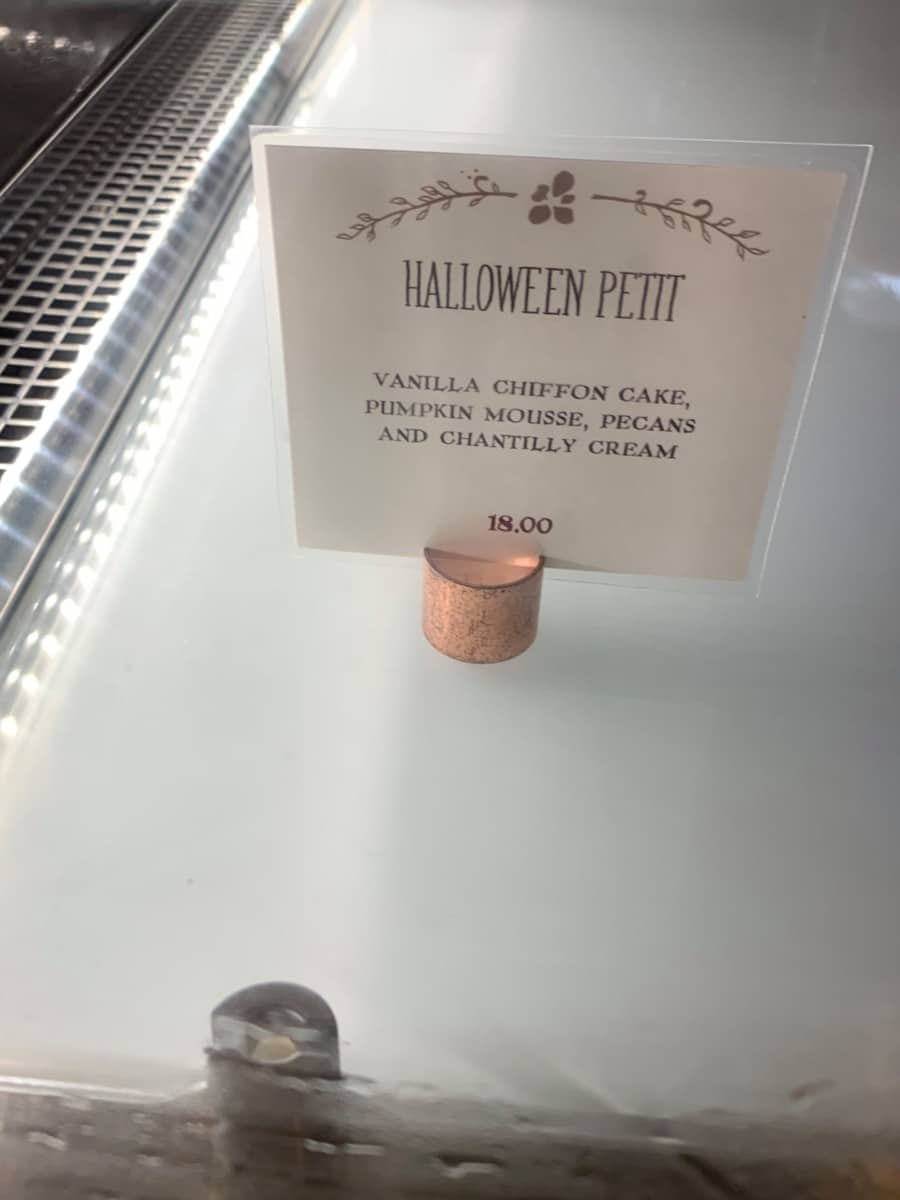 HALLOWEEN PETIT
VANILLA CHIFFON CAKE,
PUMPKIN MOUSSE, PECANS
AND CHANTILLY CREAM
18.00